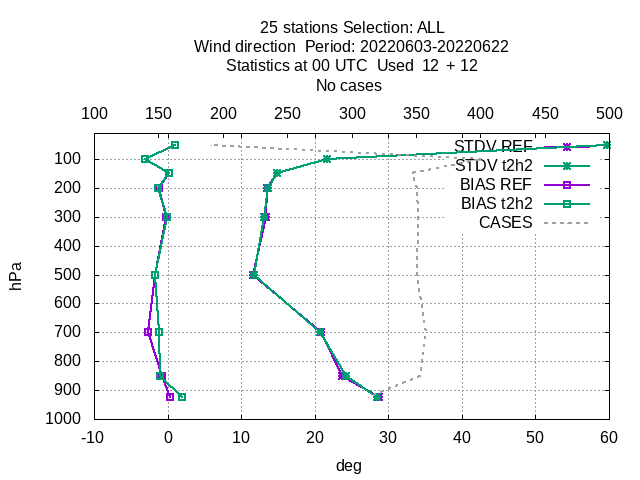 25 stations Selection: ALL
Wind direction  Period: 20220603-20220622
Statistics at 00 UTC  Used  12  + 12
No cases
100 150 200 250 300 350 400 450 500
STDV REF
STDV t2h2
BIAS REF
BIAS t2h2
CASES
hPa
100
200
300
400
500
600
700
800
900
1000
-10 0 10 20 30 40 50 60
deg